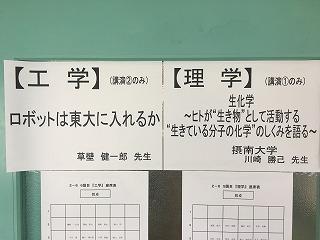 【工 学】(講演②のみ)
ロボットは東大に入れるか
草壁 健一郎 先生
【理 学】(講演①のみ)
生化学
~ヒトが“生き物”として活動する
“生きている分子の化学”のしくみを語る~
摂南大学
川崎 勝己 先生